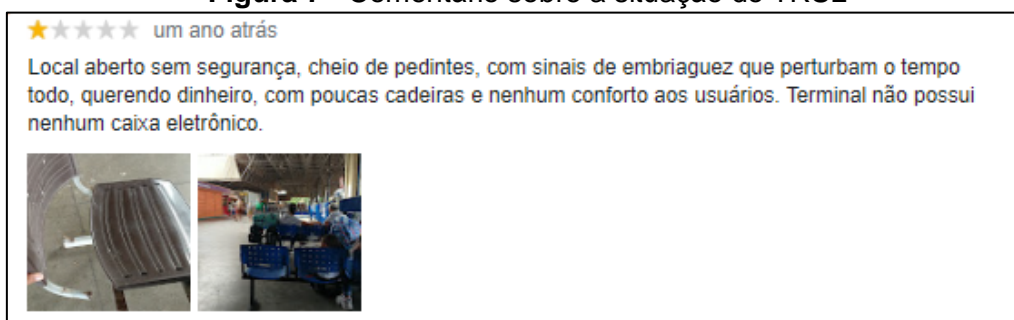 um ano atrás
Local aberto sem segurança, cheio de pedintes, com sinais de embriaguez que perturbam o tempo
todo, querendo dinheiro, com poucas cadeiras e nenhum conforto aos usuários. Terminal não possui
nenhum caixa eletrônico.